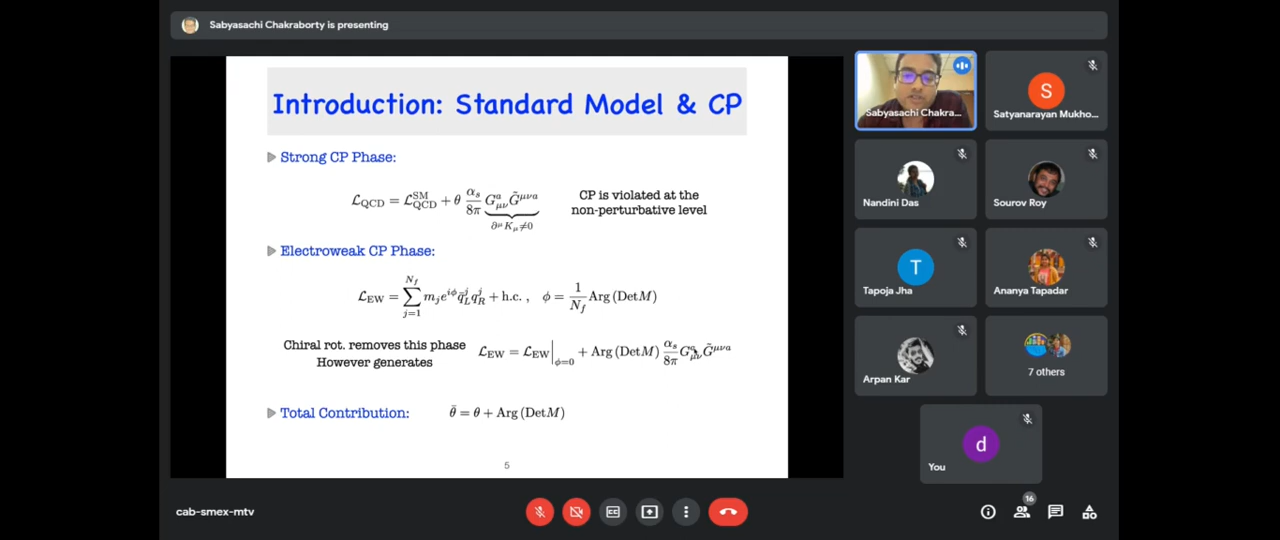 Sabyasachi Chakraborty is presenting
Introduction: Standard Model & CP
Strong CP Phase:
ℒ_QCD = ℒ^SM_QCD + θ α_s/8π G^a_μν G̃^μνa
∂^μ K_μ ≠ 0
CP is violated at the
non-perturbative level
Electroweak CP Phase:
ℒ_EW = ∑_{j=1}^{N_f} m_j e^{iφ} q̄^j_L q^j_R + h.c. , φ = 1/N_f Arg (DetM)
Chiral rot. removes this phase
However generates
ℒ_EW = ℒ_EW|_{φ=0} + Arg (DetM) α_s/8π G^a_μν G̃^μνa
Total Contribution: θ̄ = θ + Arg (DetM)
5
Sabyasachi Chakra...
S
Satyanarayan Mukho...
Nandini Das
Sourov Roy
T
Tapoja Jha
Ananya Tapadar
Arpan Kar
7 others
d
You
cab-smex-mtv
CC
16